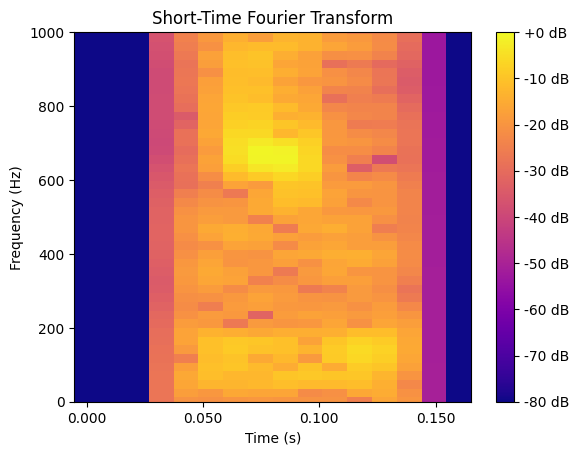 Short-Time Fourier Transform
1000
800
600
400
200
0
Frequency (Hz)
0.000
0.050
0.100
0.150
Time (s)
+0 dB
-10 dB
-20 dB
-30 dB
-40 dB
-50 dB
-60 dB
-70 dB
-80 dB